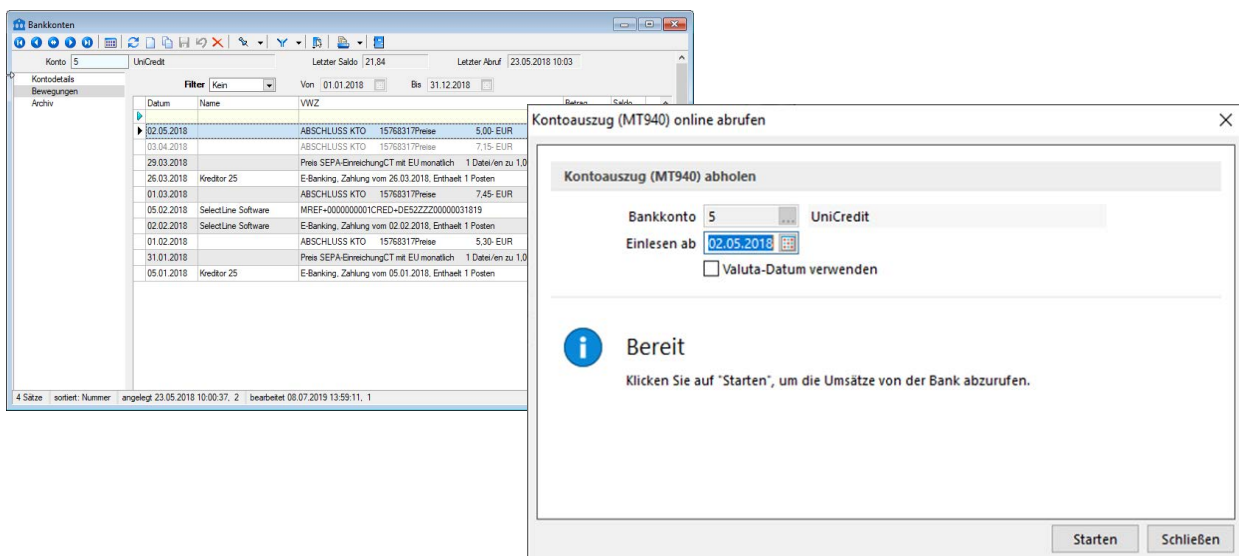 Bankkonten
Konto 5 UniCredit Letzter Saldo 21,84 Letzter Abruf 23.05.2018 10:03
Kontodetails
Bewegungen
Archiv
Filter Kein Von 01.01.2018 Bis 31.12.2018
Datum Name VWZ Betrag Saldo
02.05.2018 ABSCHLUSS KTO 15768317Preise 5,00- EUR
03.04.2018 ABSCHLUSS KTO 15768317Preise 7,15- EUR
29.03.2018 Preis SEPA-EinreichungCT mit EU monatlich 1 Datei/en zu 1,0
26.03.2018 Kreditor 25 E-Banking, Zahlung vom 26.03.2018, Enthaelt 1 Posten
01.03.2018 ABSCHLUSS KTO 15768317Preise 7,45- EUR
05.02.2018 SelectLine Software MREF+0000000001CRED+DE52ZZZ00000031819
02.02.2018 SelectLine Software E-Banking, Zahlung vom 02.02.2018, Enthaelt 1 Posten
01.02.2018 ABSCHLUSS KTO 15768317Preise 5,30- EUR
31.01.2018 Preis SEPA-EinreichungCT mit EU monatlich 1 Datei/en zu 1,0
05.01.2018 Kreditor 25 E-Banking, Zahlung vom 05.01.2018, Enthaelt 1 Posten
4 Sätze sortiert: Nummer angelegt 23.05.2018 10:00:37, 2 bearbeitet 08.07.2019 13:59:11, 1
Kontoauszug (MT940) online abrufen
Kontoauszug (MT940) abholen
Bankkonto 5 ... UniCredit
Einlesen ab 02.05.2018
Valuta-Datum verwenden
Bereit
Klicken Sie auf "Starten", um die Umsätze von der Bank abzurufen.
Starten Schließen